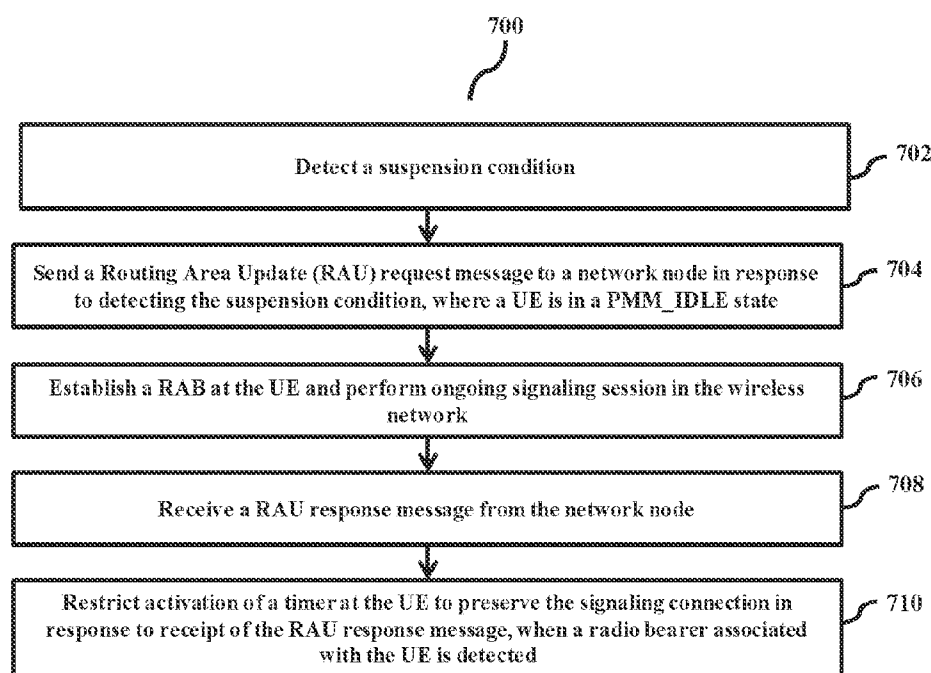 700
Detect a suspension condition
702
Send a Routing Area Update (RAU) request message to a network node in response
to detecting the suspension condition, where a UE is in a PMM_IDLE state
704
Establish a RAB at the UE and perform ongoing signaling session in the wireless
network
706
Receive a RAU response message from the network node
708
Restrict activation of a timer at the UE to preserve the signaling connection in
response to receipt of the RAU response message, when a radio bearer associated
with the UE is detected
710